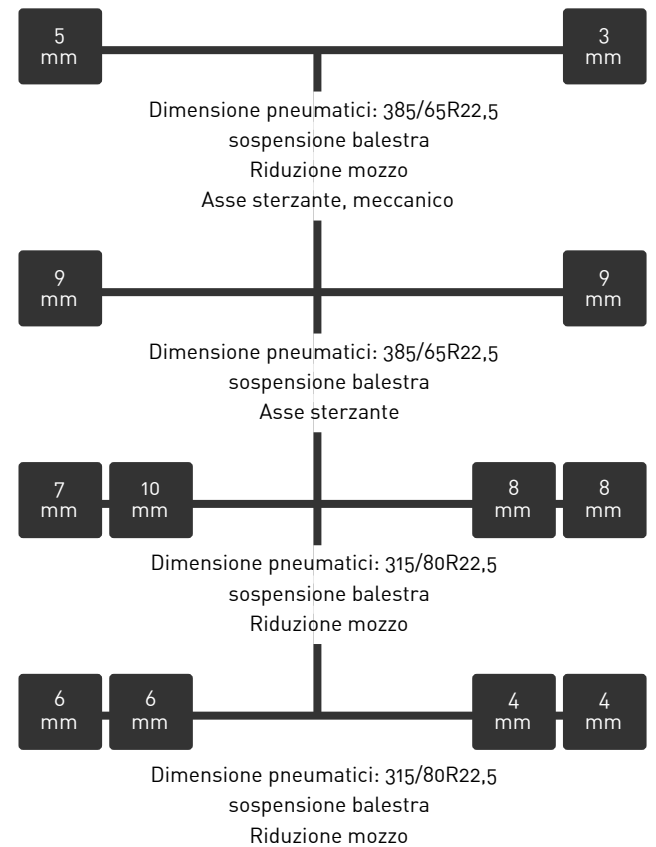 5 3
mm mm
Dimensione pneumatici: 385/65R22,5
sospensione balestra
Riduzione mozzo
Asse sterzante, meccanico
9 9
mm mm
Dimensione pneumatici: 385/65R22,5
sospensione balestra
Asse sterzante
7 10 8 8
mm mm mm mm
Dimensione pneumatici: 315/80R22,5
sospensione balestra
Riduzione mozzo
6 6 4 4
mm mm mm mm
Dimensione pneumatici: 315/80R22,5
sospensione balestra
Riduzione mozzo